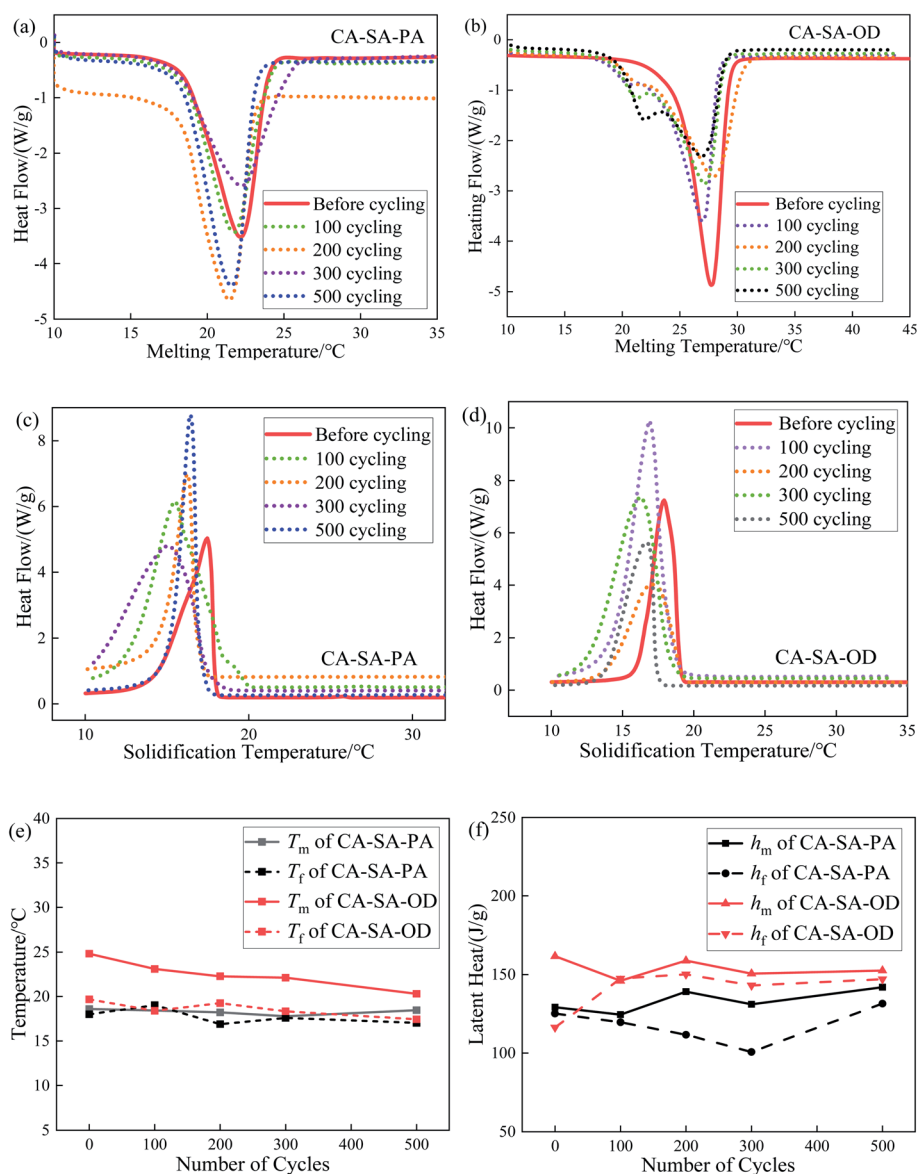 (a)
CA-SA-PA
0
-1
-2
-3
-4
-5
Heat Flow/(W/g)
Before cycling
100 cycling
200 cycling
300 cycling
500 cycling
10 15 20 25 30 35
Melting Temperature/°C
(b)
CA-SA-OD
0
-1
-2
-3
-4
-5
Heating Flow/(W/g)
Before cycling
100 cycling
200 cycling
300 cycling
500 cycling
10 15 20 25 30 35 40 45
Melting Temperature/°C
(c)
8
6
4
2
0
Heat Flow/(W/g)
Before cycling
100 cycling
200 cycling
300 cycling
500 cycling
CA-SA-PA
10 20 30
Solidification Temperature/°C
(d)
10
8
6
4
2
0
Heat Flow/(W/g)
Before cycling
100 cycling
200 cycling
300 cycling
500 cycling
CA-SA-OD
10 15 20 25 30 35
Solidification Temperature/°C
(e)
40
35
30
25
20
15
10
5
Temperature/°C
Tm of CA-SA-PA
Tf of CA-SA-PA
Tm of CA-SA-OD
Tf of CA-SA-OD
0 100 200 300 400 500
Number of Cycles
(f)
250
200
150
100
50
Latent Heat/(J/g)
hm of CA-SA-PA
hf of CA-SA-PA
hm of CA-SA-OD
hf of CA-SA-OD
0 100 200 300 400 500
Number of Cycles